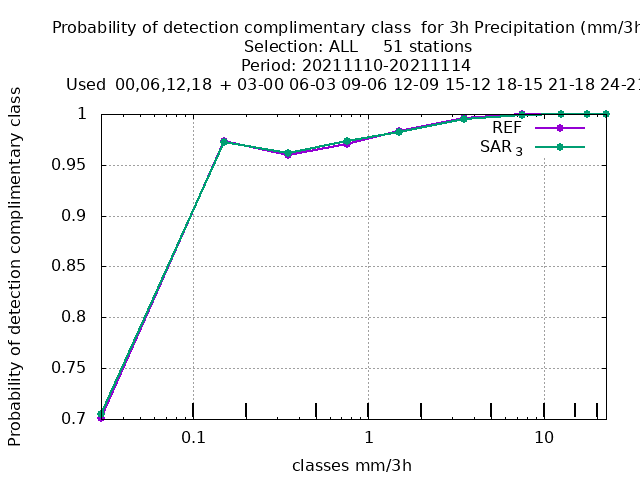 Probability of detection complimentary class  for 3h Precipitation (mm/3h
Selection: ALL     51 stations
Period: 20211110-20211114
Used  00,06,12,18  + 03-00 06-03 09-06 12-09 15-12 18-15 21-18 24-21
Probability of detection complimentary class
1
0.95
0.9
0.85
0.8
0.75
0.7
REF
SAR 3
0.1
1
10
classes mm/3h